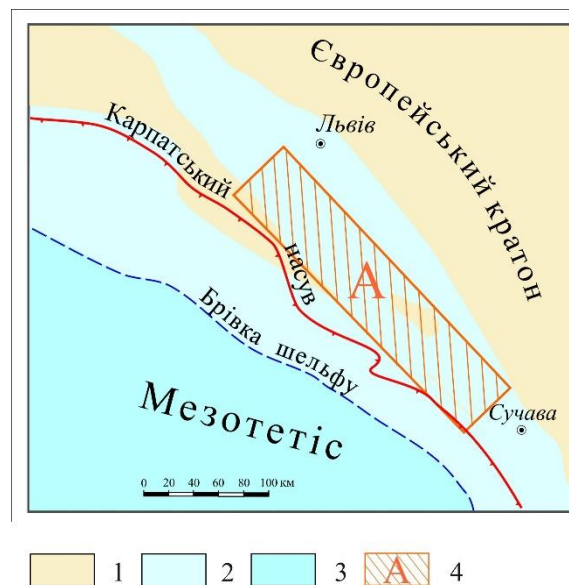 Європейський кратон
Львів
Карпатський
насув
А
Брівка шельфу
Сучава
Мезотетіс
0 20 40 60 80 100 км
1 2 3 А 4